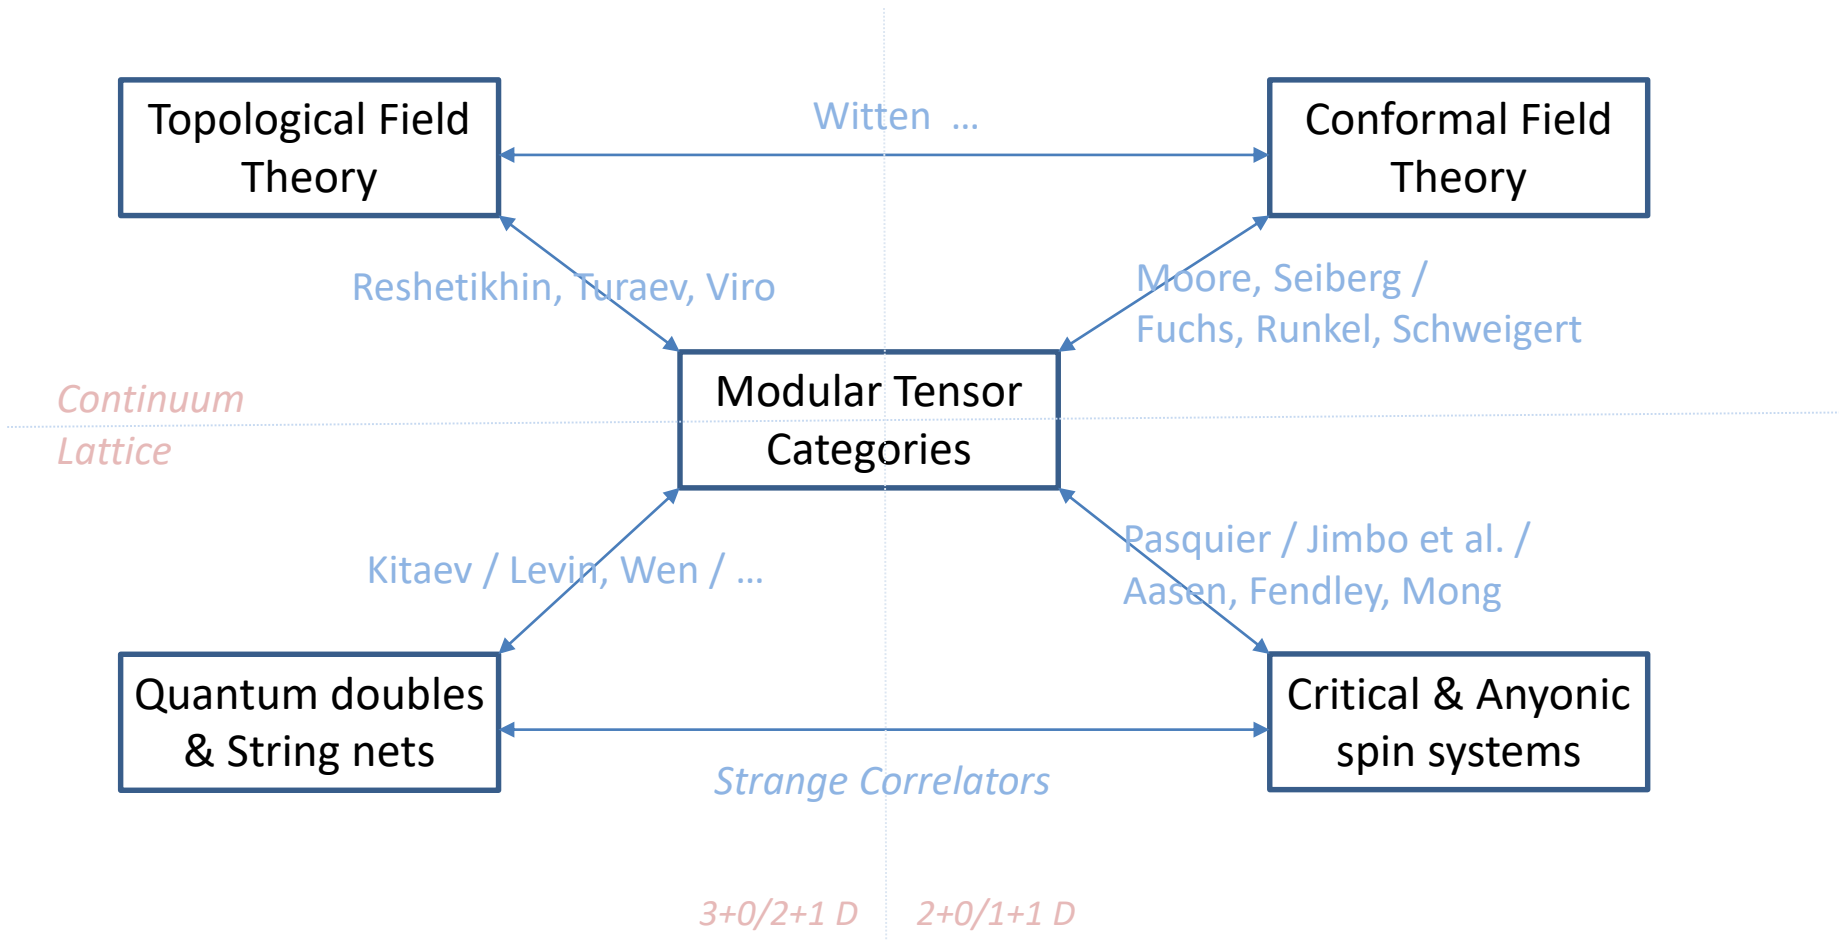 Topological Field
Theory
Witten ...
Conformal Field
Theory
Reshetikhin, Turaev, Viro
Moore, Seiberg /
Fuchs, Runkel, Schweigert
Continuum
Lattice
Modular Tensor
Categories
Kitaev / Levin, Wen / ...
Pasquier / Jimbo et al. /
Aasen, Fendley, Mong
Quantum doubles
& String nets
Strange Correlators
Critical & Anyonic
spin systems
3+0/2+1 D
2+0/1+1 D